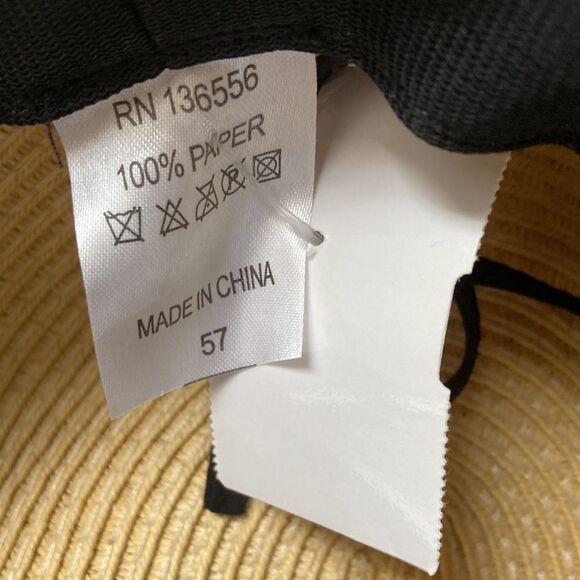 RN 136556
100% PAPER
MADE IN CHINA
57